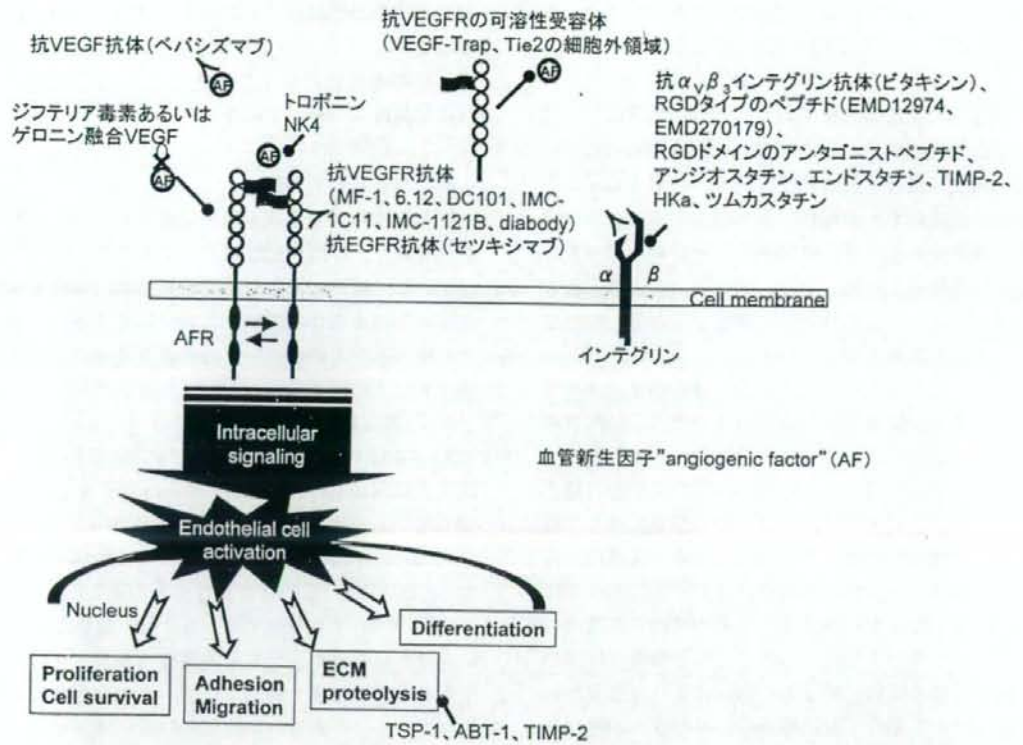 抗VEGFRの可溶性受容体
(VEGF-Trap、Tie2の細胞外領域)
AF
抗VEGF抗体(ベバシズマブ)
AF
ジフテリア毒素あるいは
ゲロニン融合VEGF
AF
トロポニン
NK4
AF
抗VEGFR抗体
(MF-1、6.12、DC101、IMC-
1C11、IMC-1121B、diabody)
抗EGFR抗体(セツキシマブ)
抗αVβ3インテグリン抗体(ビタキシン)、
RGDタイプのペプチド(EMD12974、
EMD270179)、
RGDドメインのアンタゴニストペプチド、
アンジオスタチン、エンドスタチン、TIMP-2、
HKa、ツムスタチン
α β
Cell membrane
インテグリン
AFR
Intracellular
signaling
血管新生因子"angiogenic factor"(AF)
Endothelial cell
activation
Nucleus
Proliferation
Cell survival
Adhesion
Migration
ECM
proteolysis
Differentiation
TSP-1、ABT-1、TIMP-2